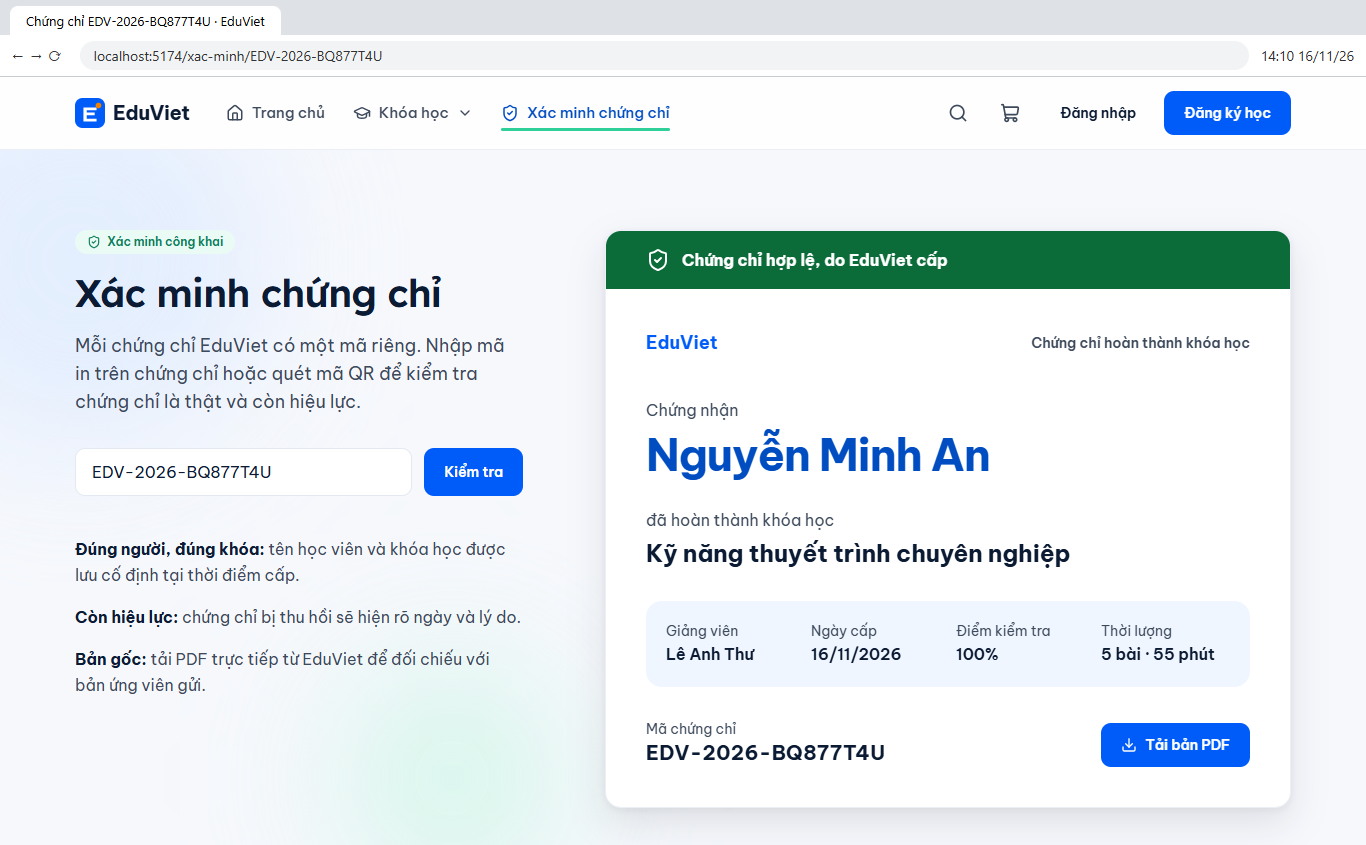 Chứng chỉ EDV-2026-BQ877T4U · EduViet
localhost:5174/xac-minh/EDV-2026-BQ877T4U
14:10 16/11/26
EduViet
Trang chủ
Khóa học
Xác minh chứng chỉ
Đăng nhập
Đăng ký học
Xác minh công khai
Xác minh chứng chỉ
Mỗi chứng chỉ EduViet có một mã riêng. Nhập mã
in trên chứng chỉ hoặc quét mã QR để kiểm tra
chứng chỉ là thật và còn hiệu lực.
EDV-2026-BQ877T4U
Kiểm tra
Đúng người, đúng khóa: tên học viên và khóa học được
lưu cố định tại thời điểm cấp.
Còn hiệu lực: chứng chỉ bị thu hồi sẽ hiện rõ ngày và lý do.
Bản gốc: tải PDF trực tiếp từ EduViet để đối chiếu với
bản ứng viên gửi.
Chứng chỉ hợp lệ, do EduViet cấp
EduViet
Chứng chỉ hoàn thành khóa học
Chứng nhận
Nguyễn Minh An
đã hoàn thành khóa học
Kỹ năng thuyết trình chuyên nghiệp
Giảng viên
Lê Anh Thư
Ngày cấp
16/11/2026
Điểm kiểm tra
100%
Thời lượng
5 bài · 55 phút
Mã chứng chỉ
EDV-2026-BQ877T4U
Tải bản PDF